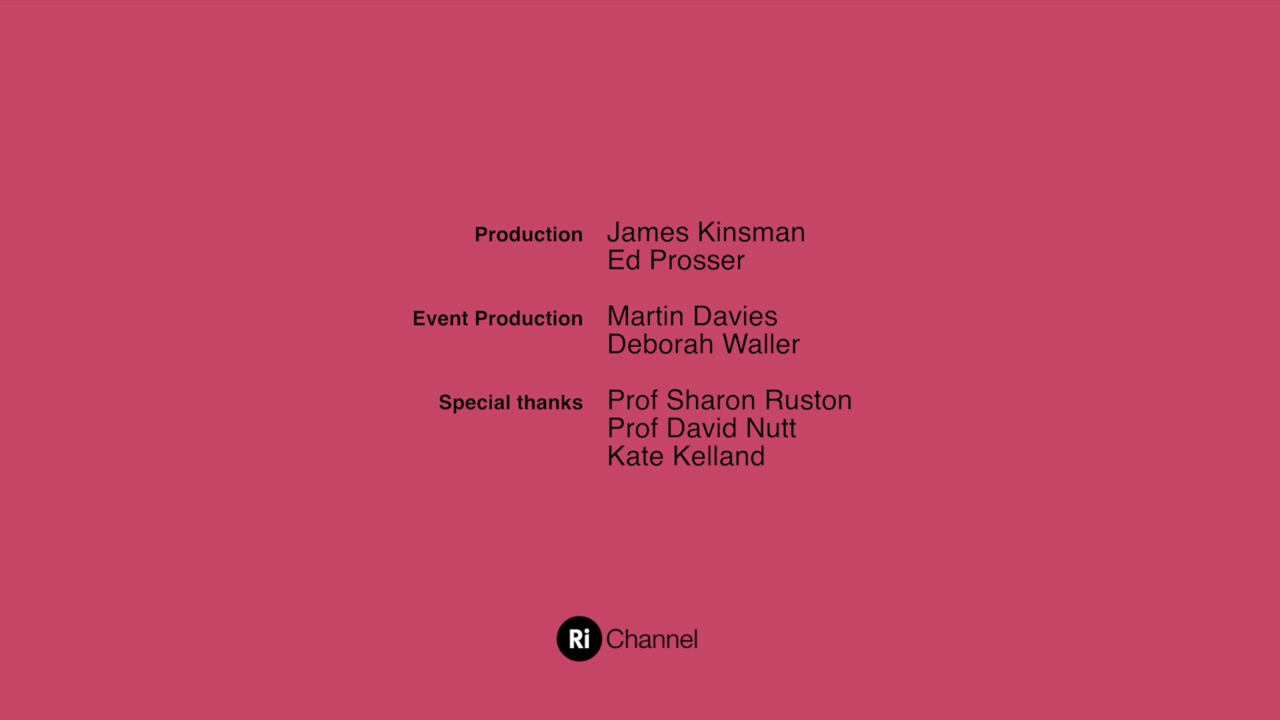 Production James Kinsman
Ed Prosser
Event Production Martin Davies
Deborah Waller
Special thanks Prof Sharon Ruston
Prof David Nutt
Kate Kelland
Ri Channel